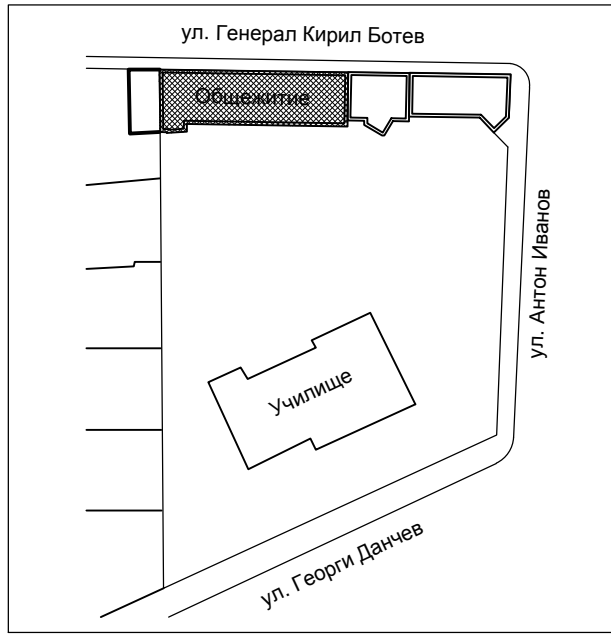 ул. Генерал Кирил Ботев
Общежитие
ул. Антон Иванов
Училище
ул. Георги Данчев